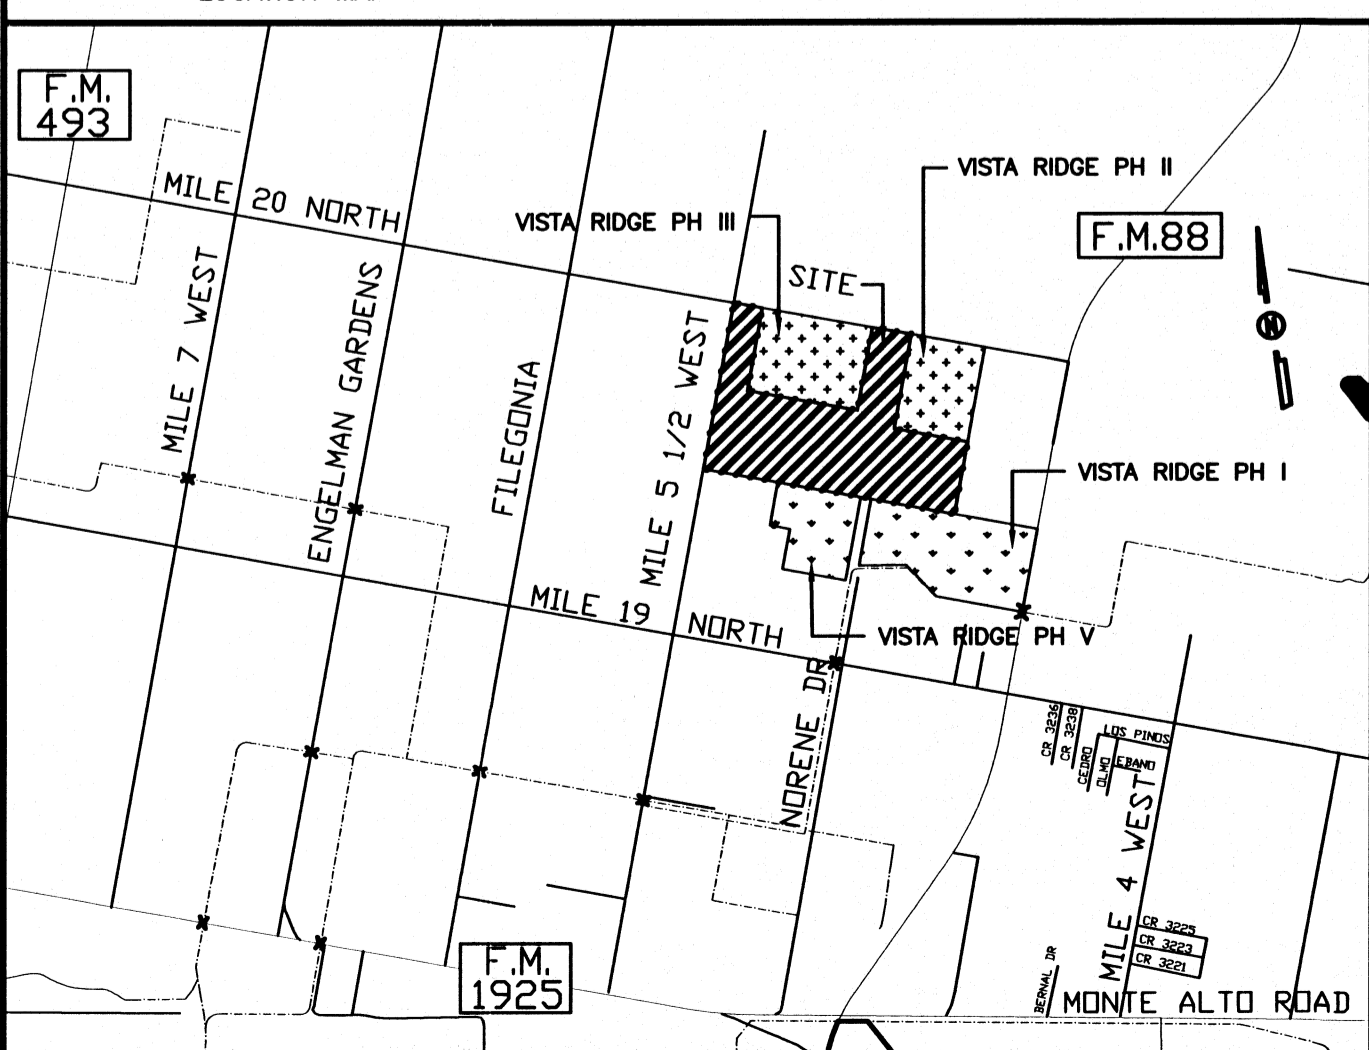 F.M.
493
VISTA RIDGE PH II
MILE 20 NORTH
VISTA RIDGE PH III
F.M.88
SITE
MILE 7 WEST
ENGELMAN GARDENS
FILEGONIA
MILE 5 1/2 WEST
N
VISTA RIDGE PH I
MILE 19 NORTH
VISTA RIDGE PH V
NORENE DR
CR 3236
CR 3238
CEDRO
OLMO
LOS PINOS
EBANO
MILE 4 WEST
CR 3225
CR 3223
CR 3221
BERNAL DR
F.M.
1925
MONTE ALTO ROAD